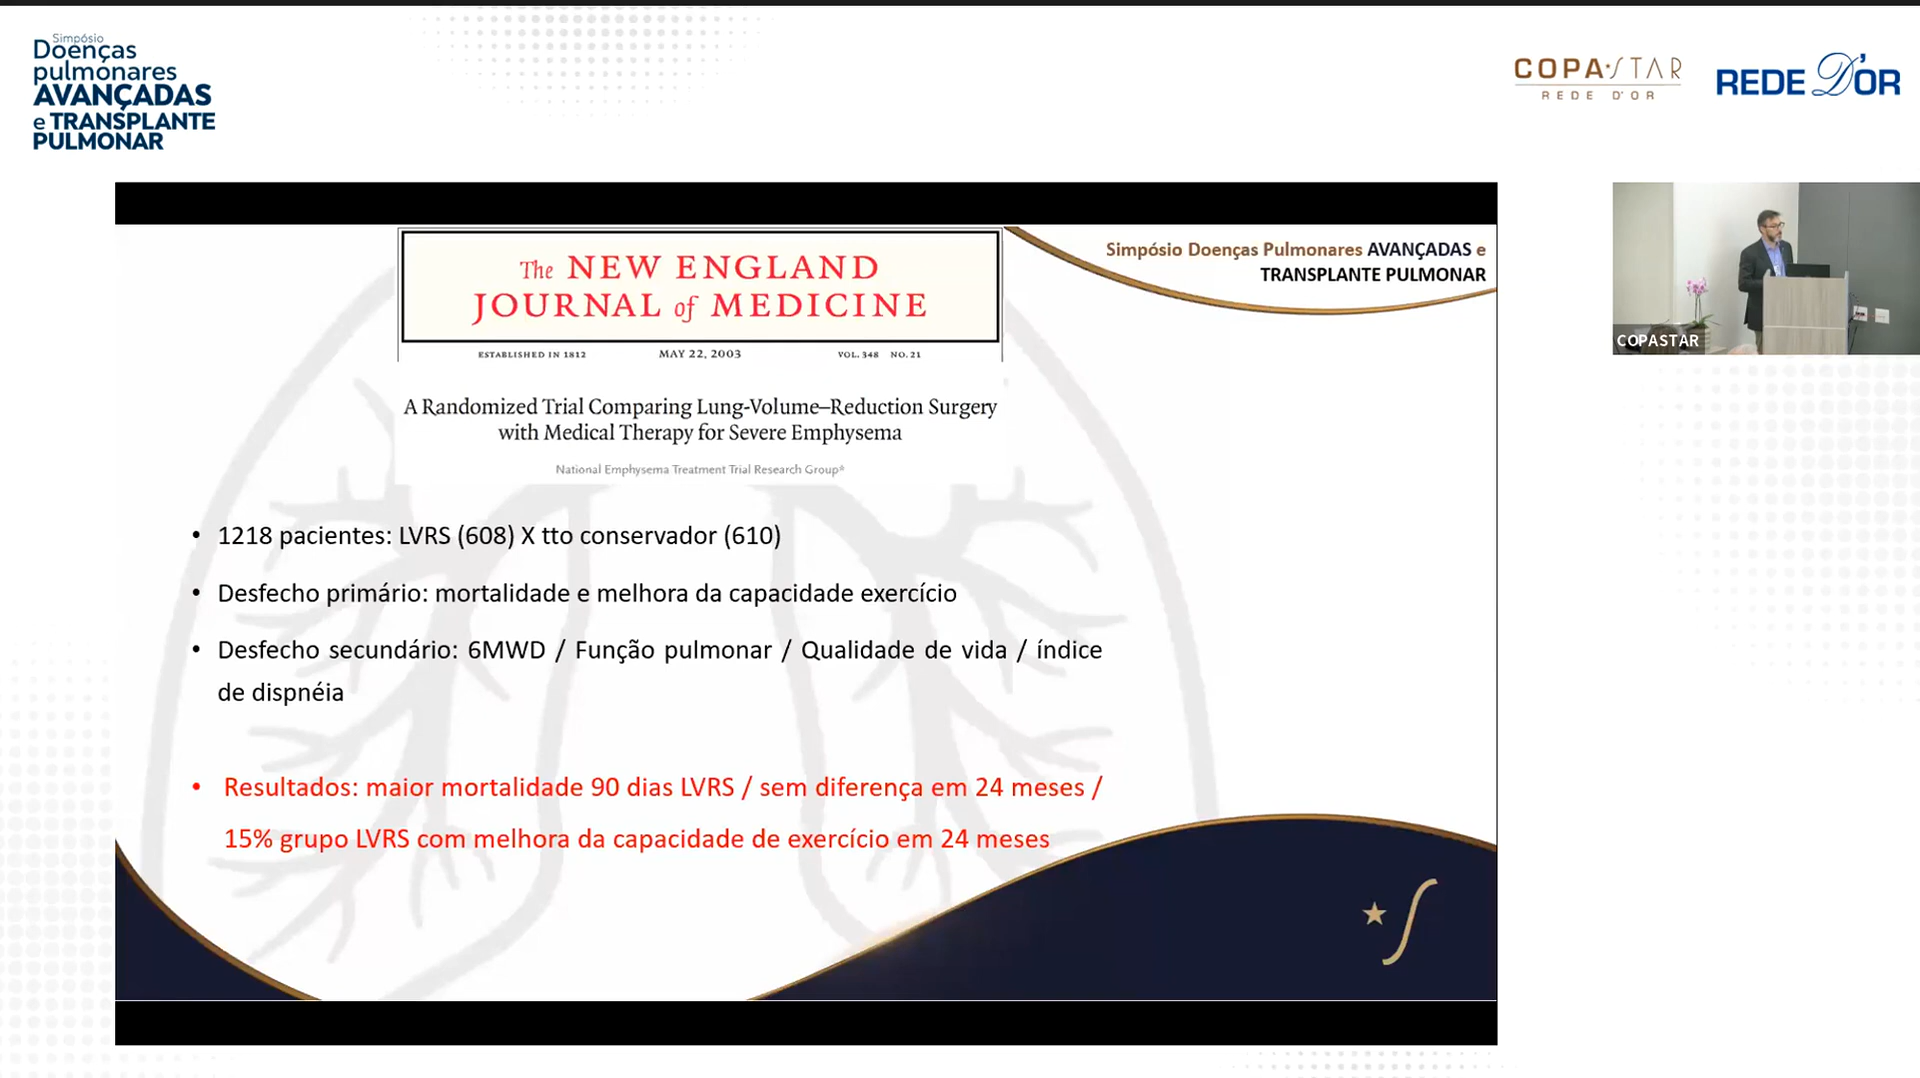 Simpósio
Doenças
pulmonares
AVANÇADAS
e TRANSPLANTE
PULMONAR
COPA STAR
REDE D'OR
REDE D'OR
The NEW ENGLAND
JOURNAL of MEDICINE
ESTABLISHED IN 1812 MAY 22, 2003 VOL. 348 NO. 21
Simpósio Doenças Pulmonares AVANÇADAS e
TRANSPLANTE PULMONAR
COPASTAR
A Randomized Trial Comparing Lung-Volume–Reduction Surgery
with Medical Therapy for Severe Emphysema
National Emphysema Treatment Trial Research Group*
• 1218 pacientes: LVRS (608) X tto conservador (610)
• Desfecho primário: mortalidade e melhora da capacidade exercício
• Desfecho secundário: 6MWD / Função pulmonar / Qualidade de vida / índice
de dispnéia
• Resultados: maior mortalidade 90 dias LVRS / sem diferença em 24 meses /
15% grupo LVRS com melhora da capacidade de exercício em 24 meses